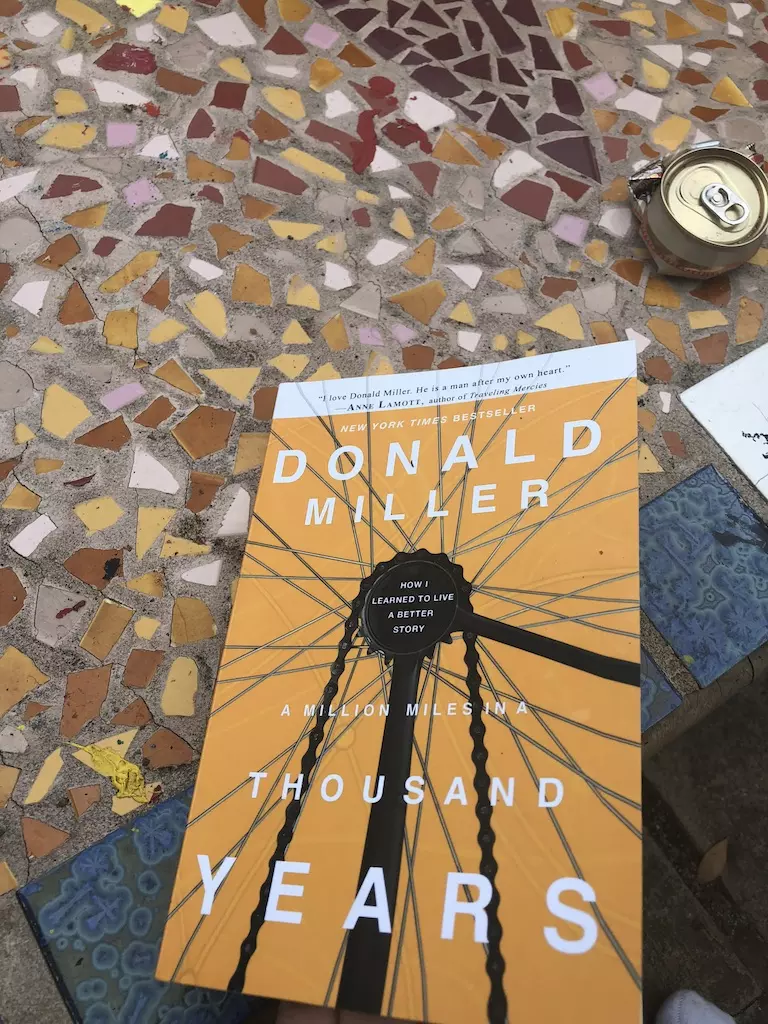 "I love Donald Miller. He is a man after my own heart."
—ANNE LAMOTT, author of Traveling Mercies
NEW YORK TIMES BESTSELLER
DONALD
MILLER
HOW I
LEARNED TO LIVE
A BETTER
STORY
A MILLION MILES IN A
THOUSAND
YEARS